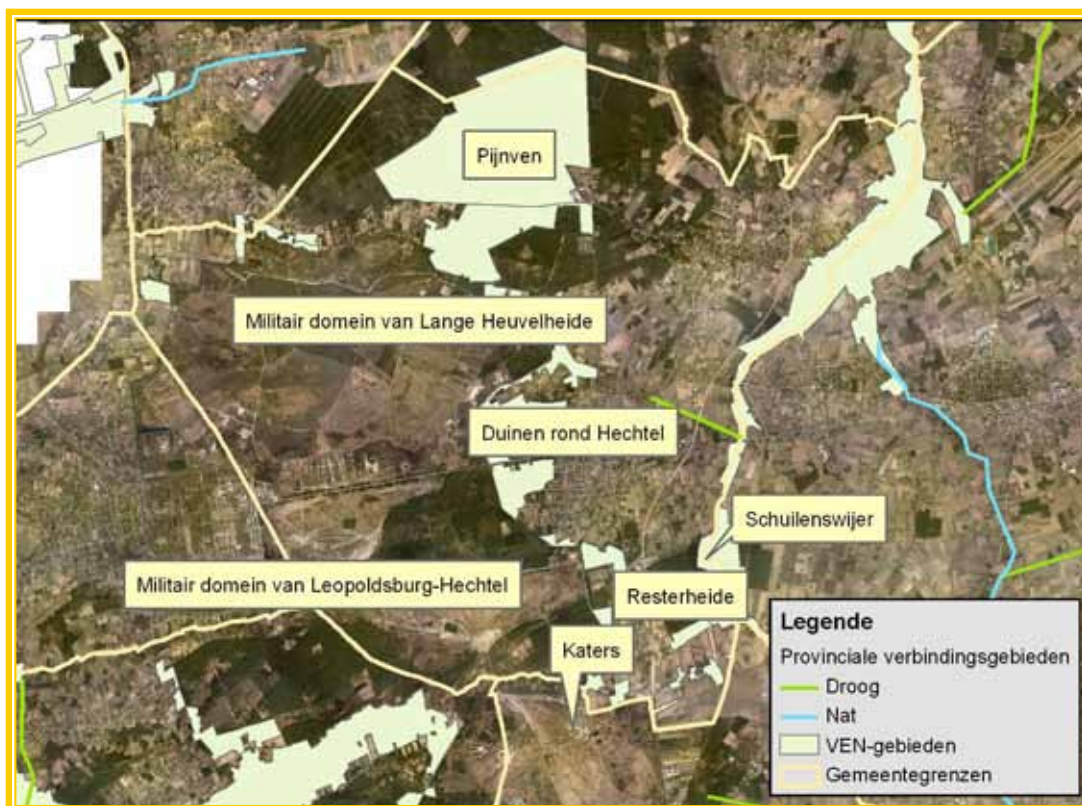 Pijnven
Militair domein van Lange Heuvelheide
Duinen rond Hechtel
Schuilenswijer
Militair domein van Leopoldsburg-Hechtel
Resterheide
Katers
Legende
Provinciale verbindingsgebieden
Droog
Nat
VEN-gebieden
Gemeentegrenzen